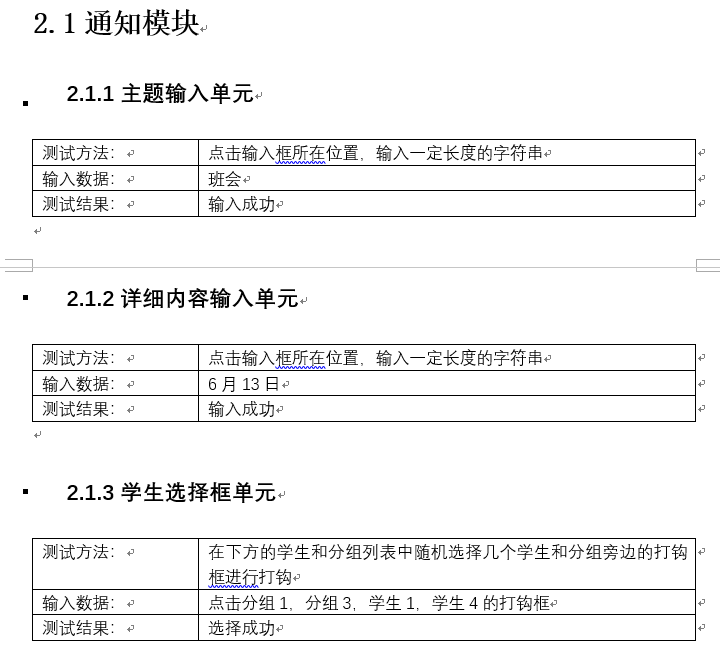 2.1 通知模块
2.1.1 主题输入单元
测试方法： 点击输入框所在位置，输入一定长度的字符串
输入数据： 班会
测试结果： 输入成功
2.1.2 详细内容输入单元
测试方法： 点击输入框所在位置，输入一定长度的字符串
输入数据： 6 月 13 日
测试结果： 输入成功
2.1.3 学生选择框单元
测试方法： 在下方的学生和分组列表中随机选择几个学生和分组旁边的打钩
框进行打钩
输入数据： 点击分组 1，分组 3，学生 1，学生 4 的打钩框
测试结果： 选择成功